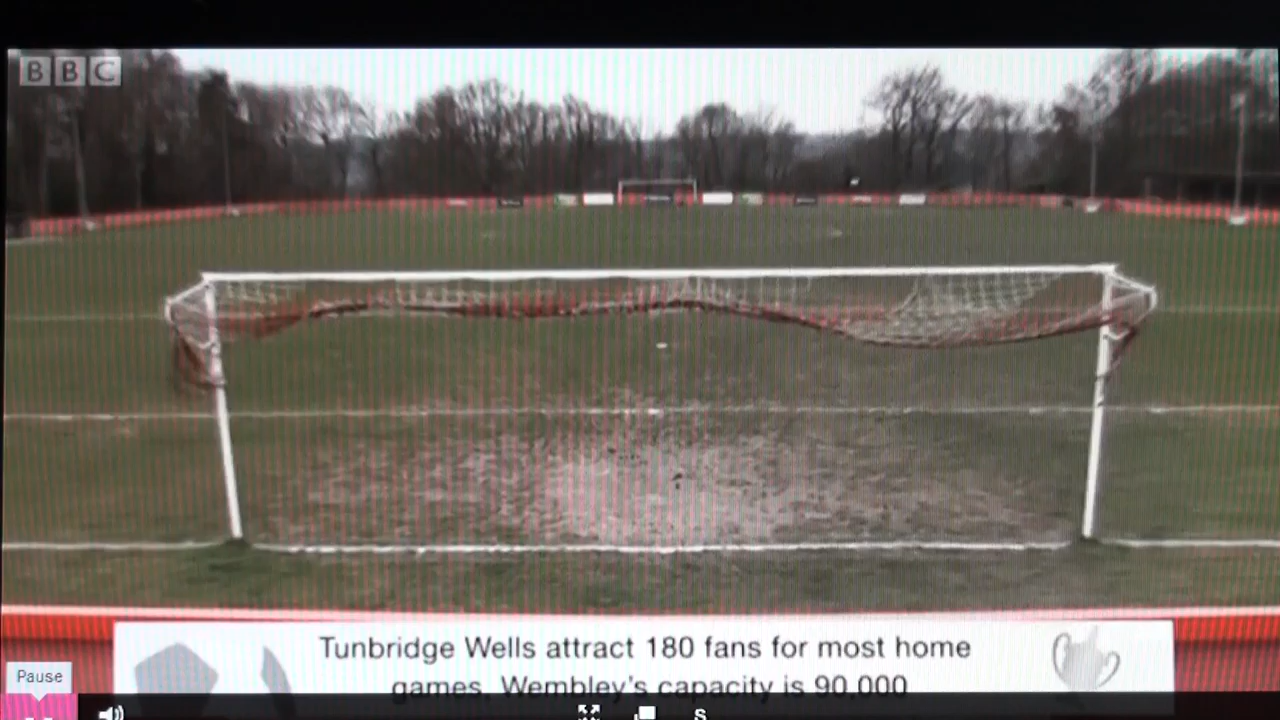 BBC
Tunbridge Wells attract 180 fans for most home
games. Wembley's capacity is 90,000
Pause
S